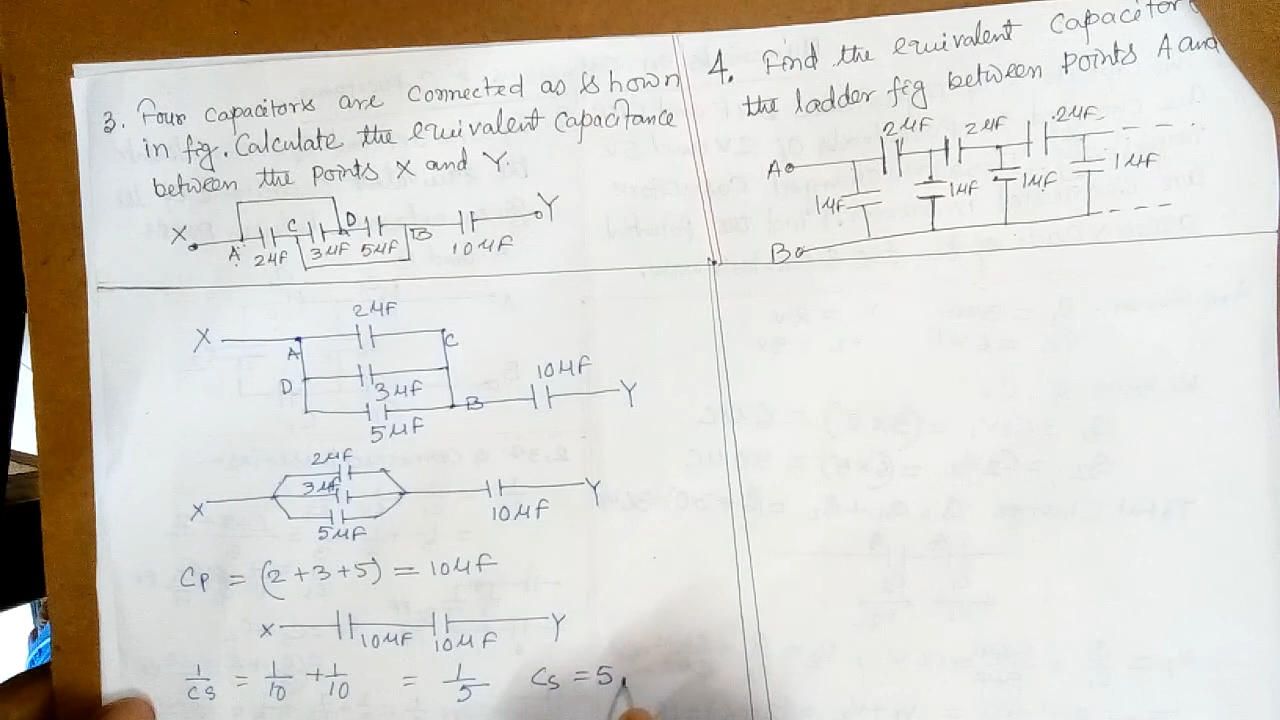 3. Four capacitors are connected as shown
in fig. Calculate the equivalent capacitance
between the points X and Y.
X A 2μF C 3μF D 5μF B 10μF Y
4. Find the equivalent capacitor
the ladder fig between points A and
A 2μF 2μF 2μF
1μF 1μF 1μF 1μF
B
2μF
X A C
D 3μF 10μF
B Y
5μF
2μF
3μF
X Y
10μF
5μF
Cp = (2+3+5) = 10μF
X 10μF 10μF Y
1/Cs = 1/10 + 1/10 = 1/5 Cs = 5